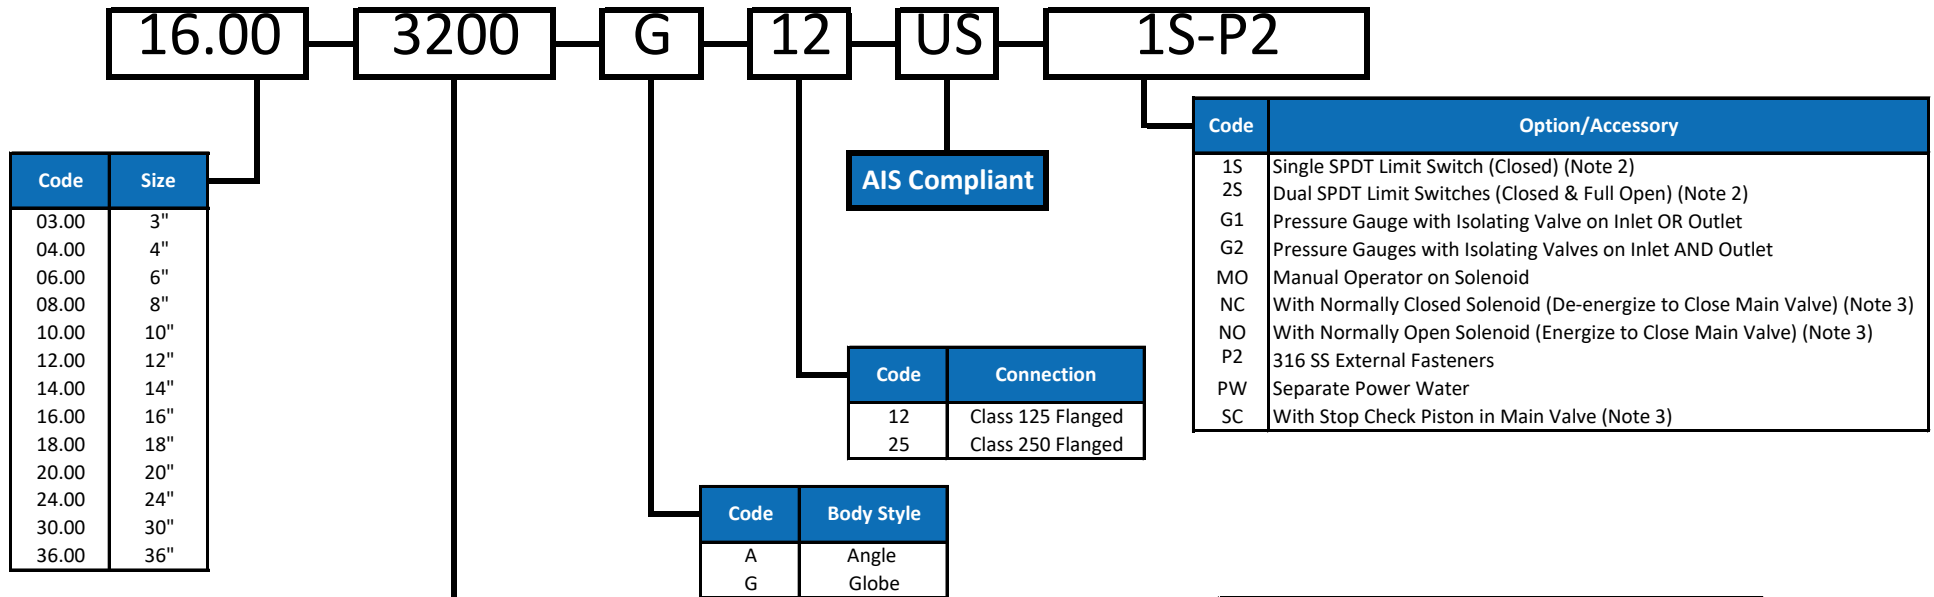 16.00 3200 G 12 US 1S-P2
Code Size
03.00 3"
04.00 4"
06.00 6"
08.00 8"
10.00 10"
12.00 12"
14.00 14"
16.00 16"
18.00 18"
20.00 20"
24.00 24"
30.00 30"
36.00 36"
Code Body Style
A Angle
G Globe
Code Connection
12 Class 125 Flanged
25 Class 250 Flanged
AIS Compliant
Code Option/Accessory
1S Single SPDT Limit Switch (Closed) (Note 2)
2S Dual SPDT Limit Switches (Closed & Full Open) (Note 2)
G1 Pressure Gauge with Isolating Valve on Inlet OR Outlet
G2 Pressure Gauges with Isolating Valves on Inlet AND Outlet
MO Manual Operator on Solenoid
NC With Normally Closed Solenoid (De-energize to Close Main Valve) (Note 3)
NO With Normally Open Solenoid (Energize to Close Main Valve) (Note 3)
P2 316 SS External Fasteners
PW Separate Power Water
SC With Stop Check Piston in Main Valve (Note 3)